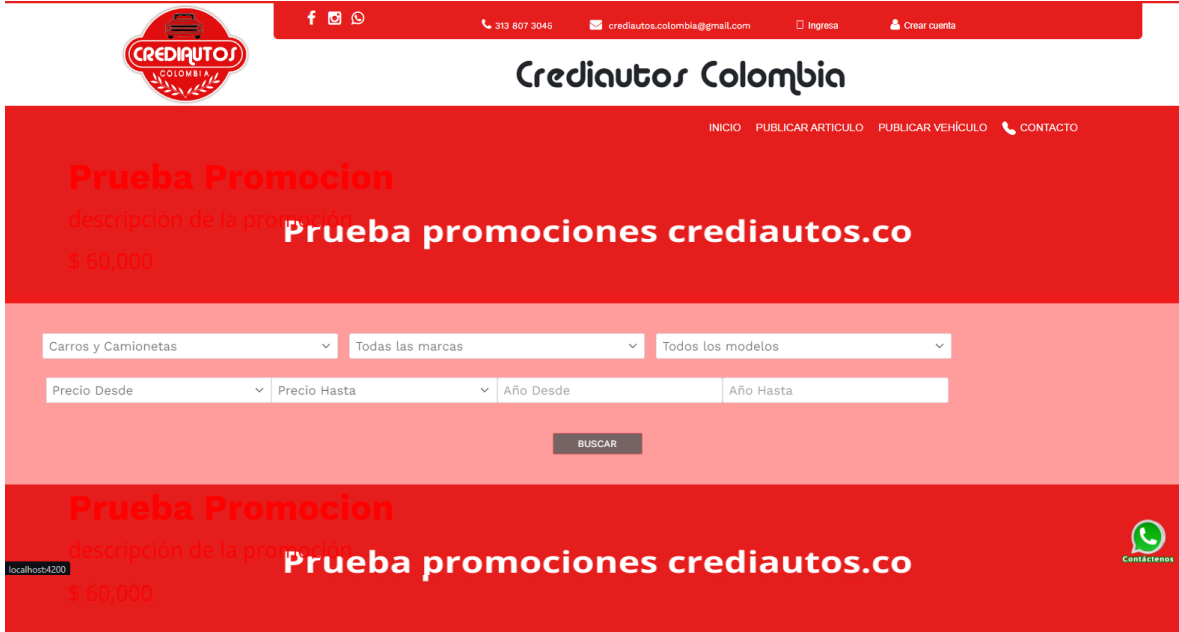 313 807 3045 crediautos.colombia@gmail.com Ingresa Crear cuenta
CREDIAUTOS
COLOMBIA
Crediautos Colombia
INICIO PUBLICAR ARTICULO PUBLICAR VEHÍCULO CONTACTO
Prueba Promocion
descripción de la promoción
Prueba promociones crediautos.co
$ 60,000
Carros y Camionetas Todas las marcas Todos los modelos
Precio Desde Precio Hasta Año Desde Año Hasta
BUSCAR
Prueba Promocion
descripción de la promoción
Prueba promociones crediautos.co
$ 60,000
Contáctenos
localhost:4200